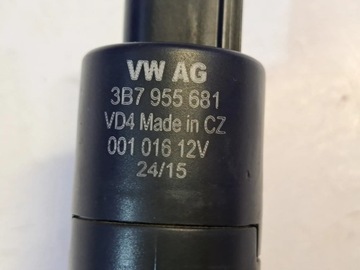 VW AG
3B7 955 681
VD4 Made in CZ
001 016 12V
24/15